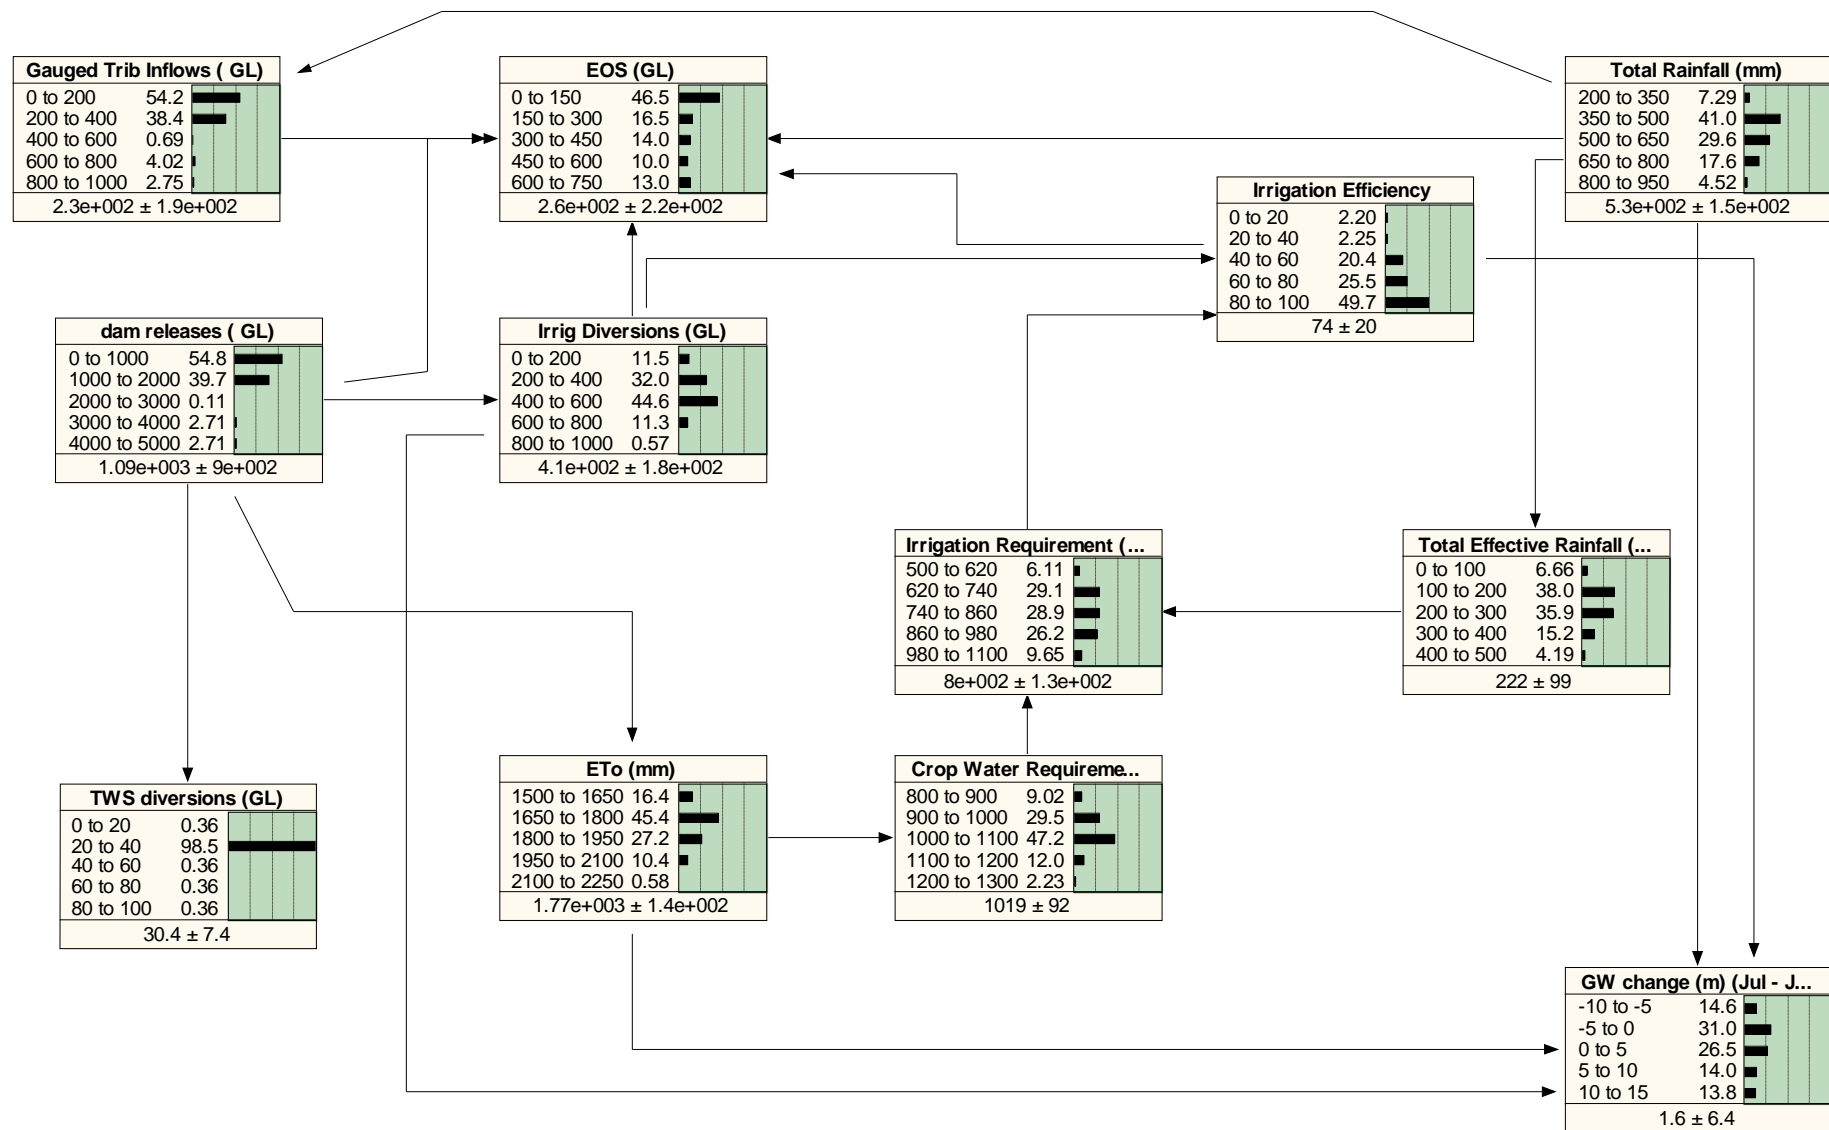 Gauged Trib Inflows ( GL)
0 to 200 54.2
200 to 400 38.4
400 to 600 0.69
600 to 800 4.02
800 to 1000 2.75
2.3e+002 ± 1.9e+002
EOS (GL)
0 to 150 46.5
150 to 300 16.5
300 to 450 14.0
450 to 600 10.0
600 to 750 13.0
2.6e+002 ± 2.2e+002
Total Rainfall (mm)
200 to 350 7.29
350 to 500 41.0
500 to 650 29.6
650 to 800 17.6
800 to 950 4.52
5.3e+002 ± 1.5e+002
Irrigation Efficiency
0 to 20 2.20
20 to 40 2.25
40 to 60 20.4
60 to 80 25.5
80 to 100 49.7
74 ± 20
dam releases ( GL)
0 to 1000 54.8
1000 to 2000 39.7
2000 to 3000 0.11
3000 to 4000 2.71
4000 to 5000 2.71
1.09e+003 ± 9e+002
Irrig Diversions (GL)
0 to 200 11.5
200 to 400 32.0
400 to 600 44.6
600 to 800 11.3
800 to 1000 0.57
4.1e+002 ± 1.8e+002
Irrigation Requirement (...
500 to 620 6.11
620 to 740 29.1
740 to 860 28.9
860 to 980 26.2
980 to 1100 9.65
8e+002 ± 1.3e+002
Total Effective Rainfall (...
0 to 100 6.66
100 to 200 38.0
200 to 300 35.9
300 to 400 15.2
400 to 500 4.19
222 ± 99
TWS diversions (GL)
0 to 20 0.36
20 to 40 98.5
40 to 60 0.36
60 to 80 0.36
80 to 100 0.36
30.4 ± 7.4
ETo (mm)
1500 to 1650 16.4
1650 to 1800 45.4
1800 to 1950 27.2
1950 to 2100 10.4
2100 to 2250 0.58
1.77e+003 ± 1.4e+002
Crop Water Requireme...
800 to 900 9.02
900 to 1000 29.5
1000 to 1100 47.2
1100 to 1200 12.0
1200 to 1300 2.23
1019 ± 92
GW change (m) (Jul - J...
-10 to -5 14.6
-5 to 0 31.0
0 to 5 26.5
5 to 10 14.0
10 to 15 13.8
1.6 ± 6.4